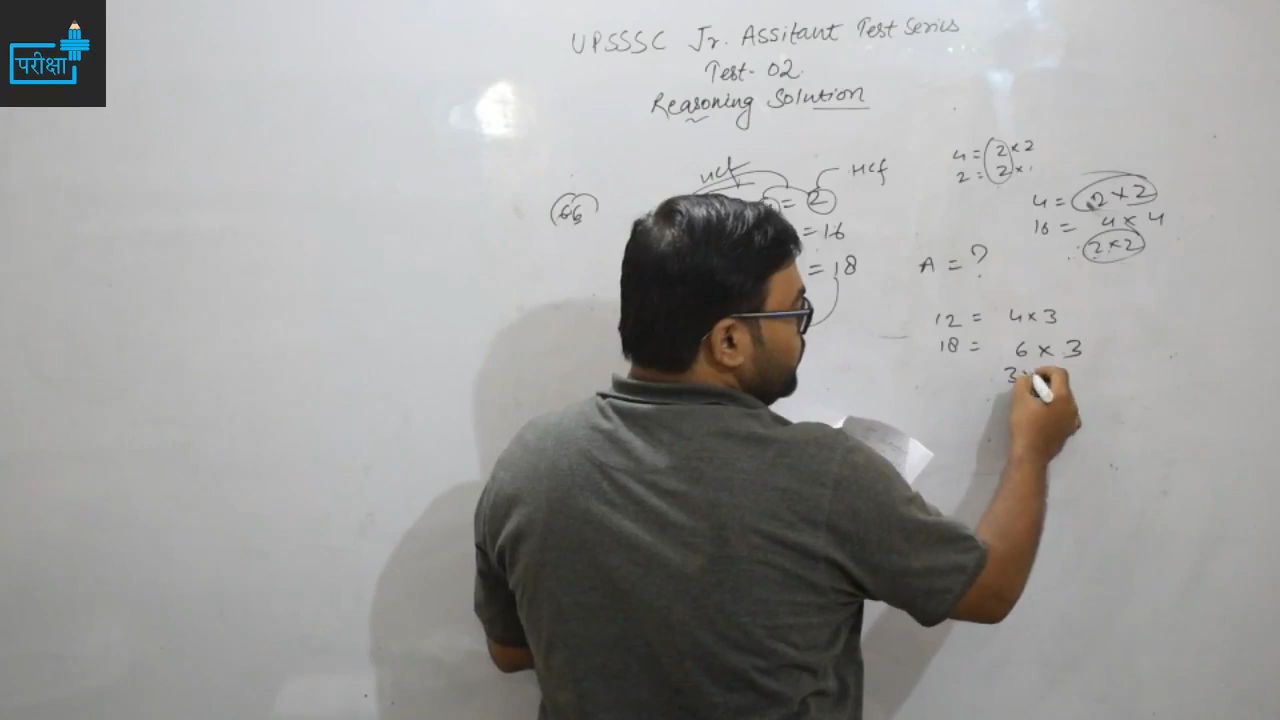 परीक्षा
UPSSSC Jr. Assitant Test Series
Test-02.
Reasoning Solution
HCF
= 2
HCF
4 = 2 × 2
2 = 2 ×
66
= 16
4 = 2 × 2
16 = 4 × 4
2 × 2
= 18
A = ?
12 = 4 × 3
18 = 6 × 3
3